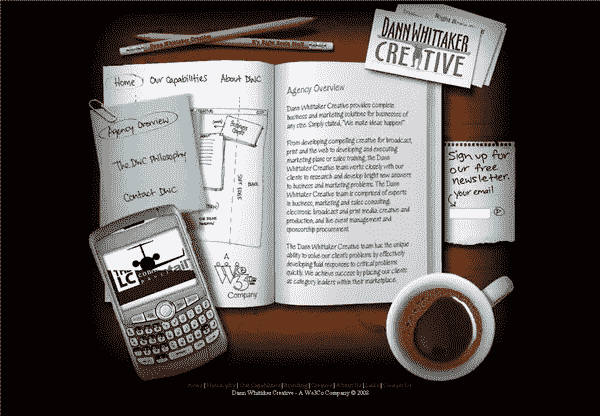 Dann Whittaker Creative
It's Right Brain Stuff
DANN WHITTAKER
CREATIVE
Home Our Capabilities About DWC
Agency Overview
The DWC Philosophy
Contact DWC
Agency Overview
Dann Whittaker Creative provides complete
business and marketing solutions for businesses of
any size. Simply stated, "We make ideas happen!"
From developing compelling creative for broadcast,
print and the web to developing and executing
marketing plans or sales training, the Dann
Whittaker Creative team works closely with our
clients to research and develop bright new answers
to business and marketing problems. The Dann
Whittaker Creative team is comprised of experts
in business, marketing and sales consulting,
electronic broadcast and print media, creative and
production, and live event management and
sponsorship procurement.
The Dann Whittaker Creative team has the unique
ability to solve our client's problems by effectively
developing fluid responses to critical problems
quickly. We achieve success by placing our clients
as category leaders within their marketplace.
Sign up for
our free
newsletter.
your email
The
LC
A
We3
Company
Dann Whittaker Creative - A We3Co Company © 2008